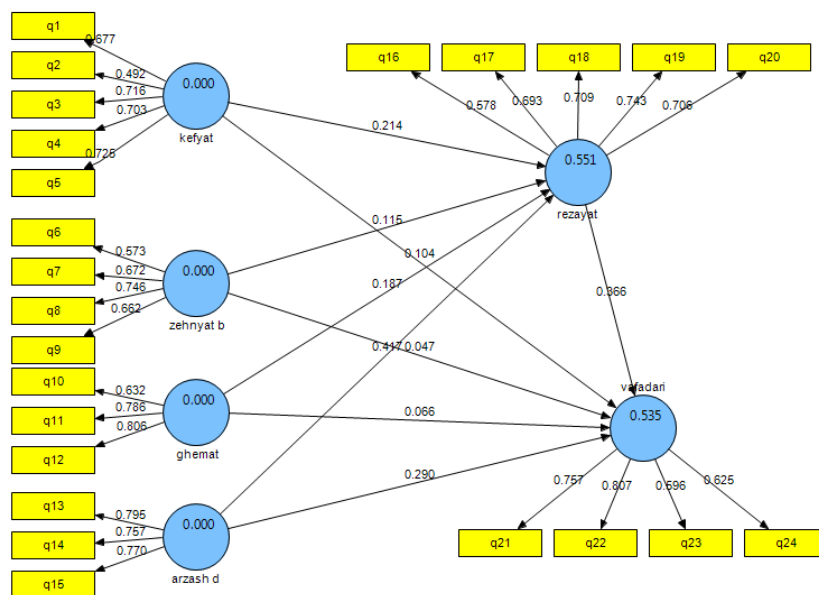 q1
0.677
q2
0.492
q3
0.716
q4
0.703
q5
0.725
0.000
kefyat
q6
0.573
q7
0.672
q8
0.746
q9
0.662
0.000
zehnyat b
q10
0.632
q11
0.786
q12
0.806
0.000
ghemat
q13
0.795
q14
0.757
q15
0.770
0.000
arzash d
0.214
0.115
0.104
0.187
0.417
0.047
0.066
0.290
0.366
q16
q17
q18
q19
q20
0.578
0.693
0.709
0.743
0.706
0.551
rezayat
vafadari
0.535
0.757
0.807
0.596
0.625
q21
q22
q23
q24